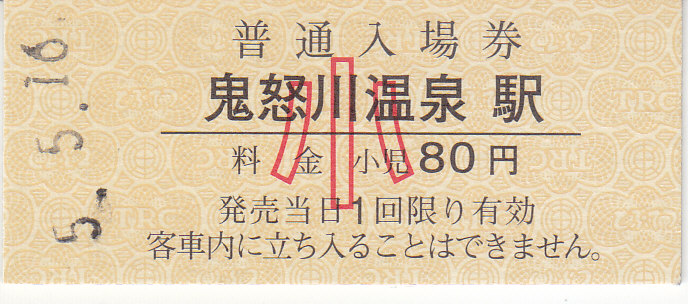 5.-5.16
普通入場券
鬼怒川温泉 駅
小
料金 小児80円
発売当日1回限り有効
客車内に立ち入ることはできません。